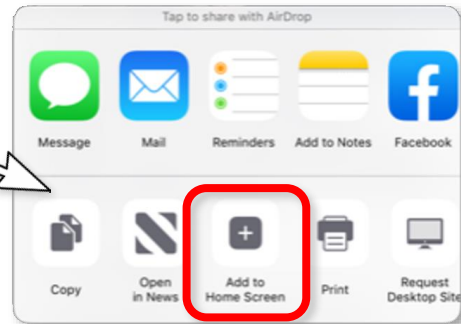 Tap to share with AirDrop
Message Mail Reminders Add to Notes Facebook
Copy Open in News Add to Home Screen Print Request Desktop Site